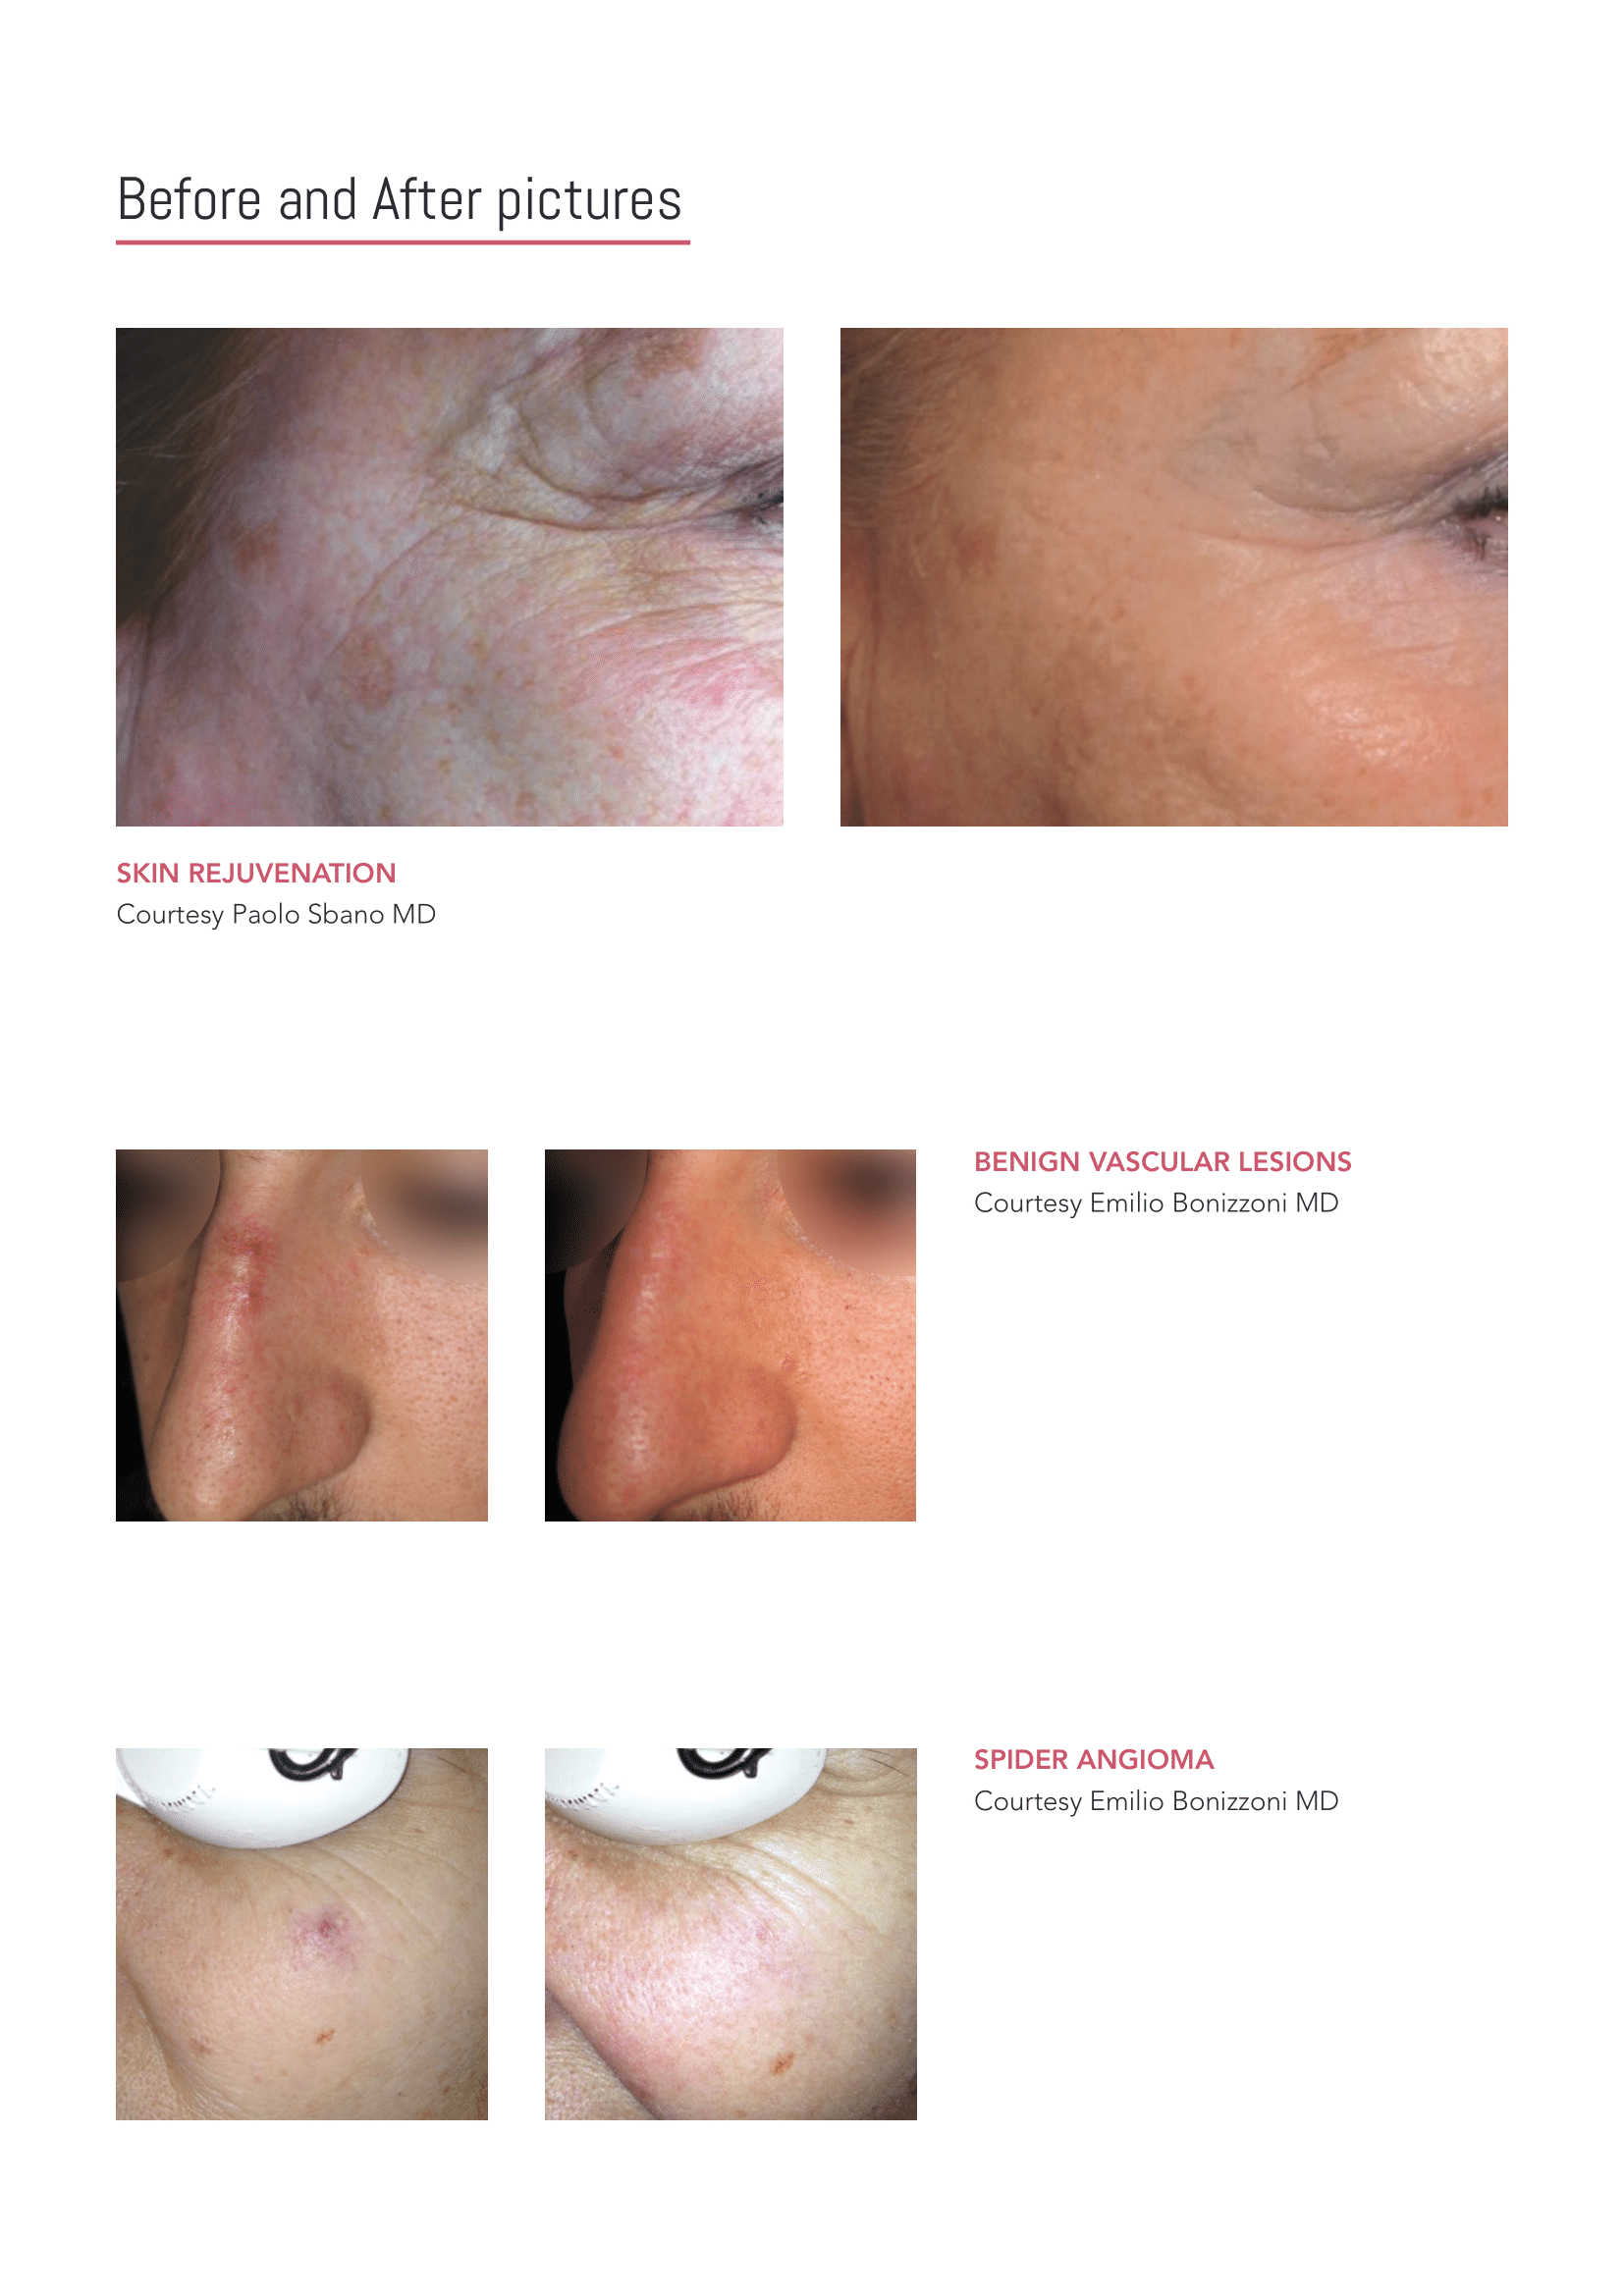 Before and After pictures
SKIN REJUVENATION
Courtesy Paolo Sbano MD
BENIGN VASCULAR LESIONS
Courtesy Emilio Bonizzoni MD
SPIDER ANGIOMA
Courtesy Emilio Bonizzoni MD